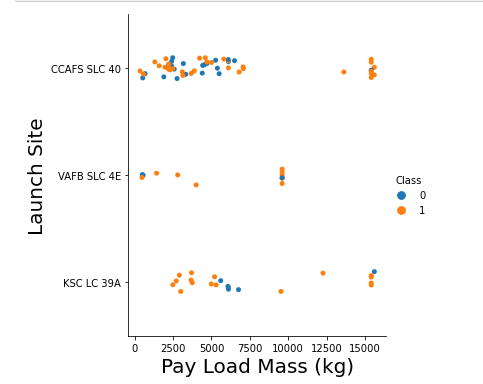 CCAFS SLC 40
VAFB SLC 4E
KSC LC 39A
Launch Site
Class
0
1
0 2500 5000 7500 10000 12500 15000
Pay Load Mass (kg)